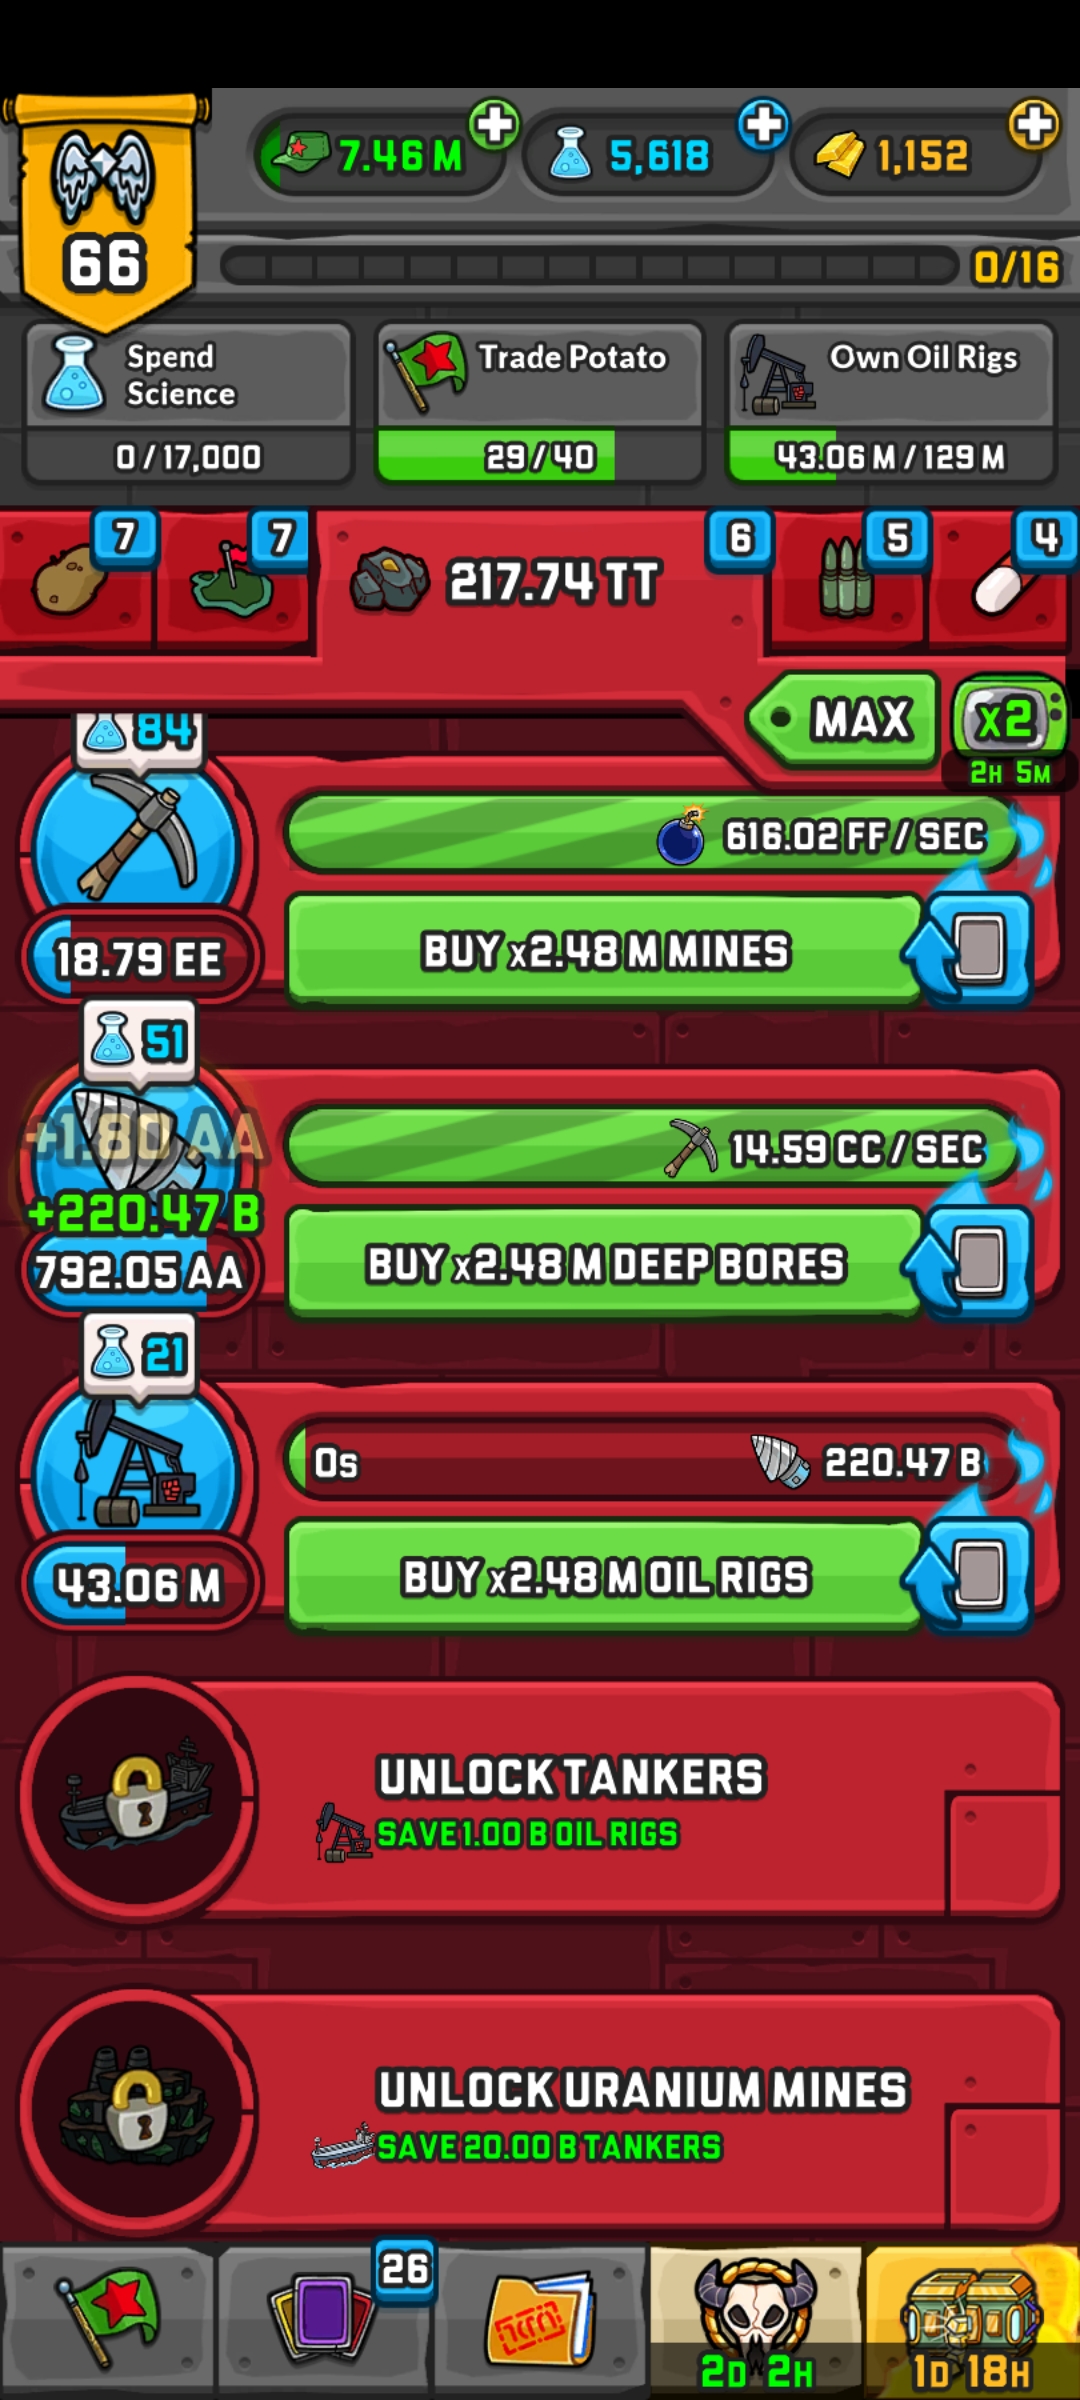 7.46 M
5,618
1,152
66
0/16
Spend
Science
0 / 17,000
Trade Potato
29 / 40
Own Oil Rigs
43.06 M / 129 M
7
7
217.74 TT
6
5
4
MAX
x2
2H 5M
84
616.02 FF / SEC
BUY x2.48 M MINES
18.79 EE
51
+1.80 AA
14.59 CC / SEC
+220.47 B
792.05 AA
BUY x2.48 M DEEP BORES
21
0s
220.47 B
BUY x2.48 M OIL RIGS
43.06 M
UNLOCK TANKERS
SAVE 1.00 B OIL RIGS
UNLOCK URANIUM MINES
SAVE 20.00 B TANKERS
26
2D 2H
1D 18H